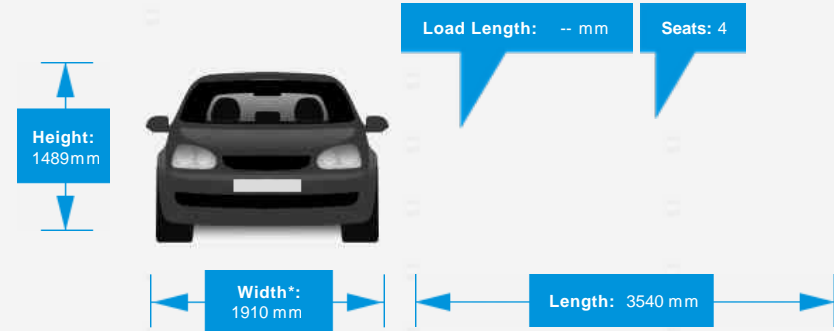 Load Length: -- mm
Seats: 4
Height:
1489mm
Width*:
1910 mm
Length: 3540 mm